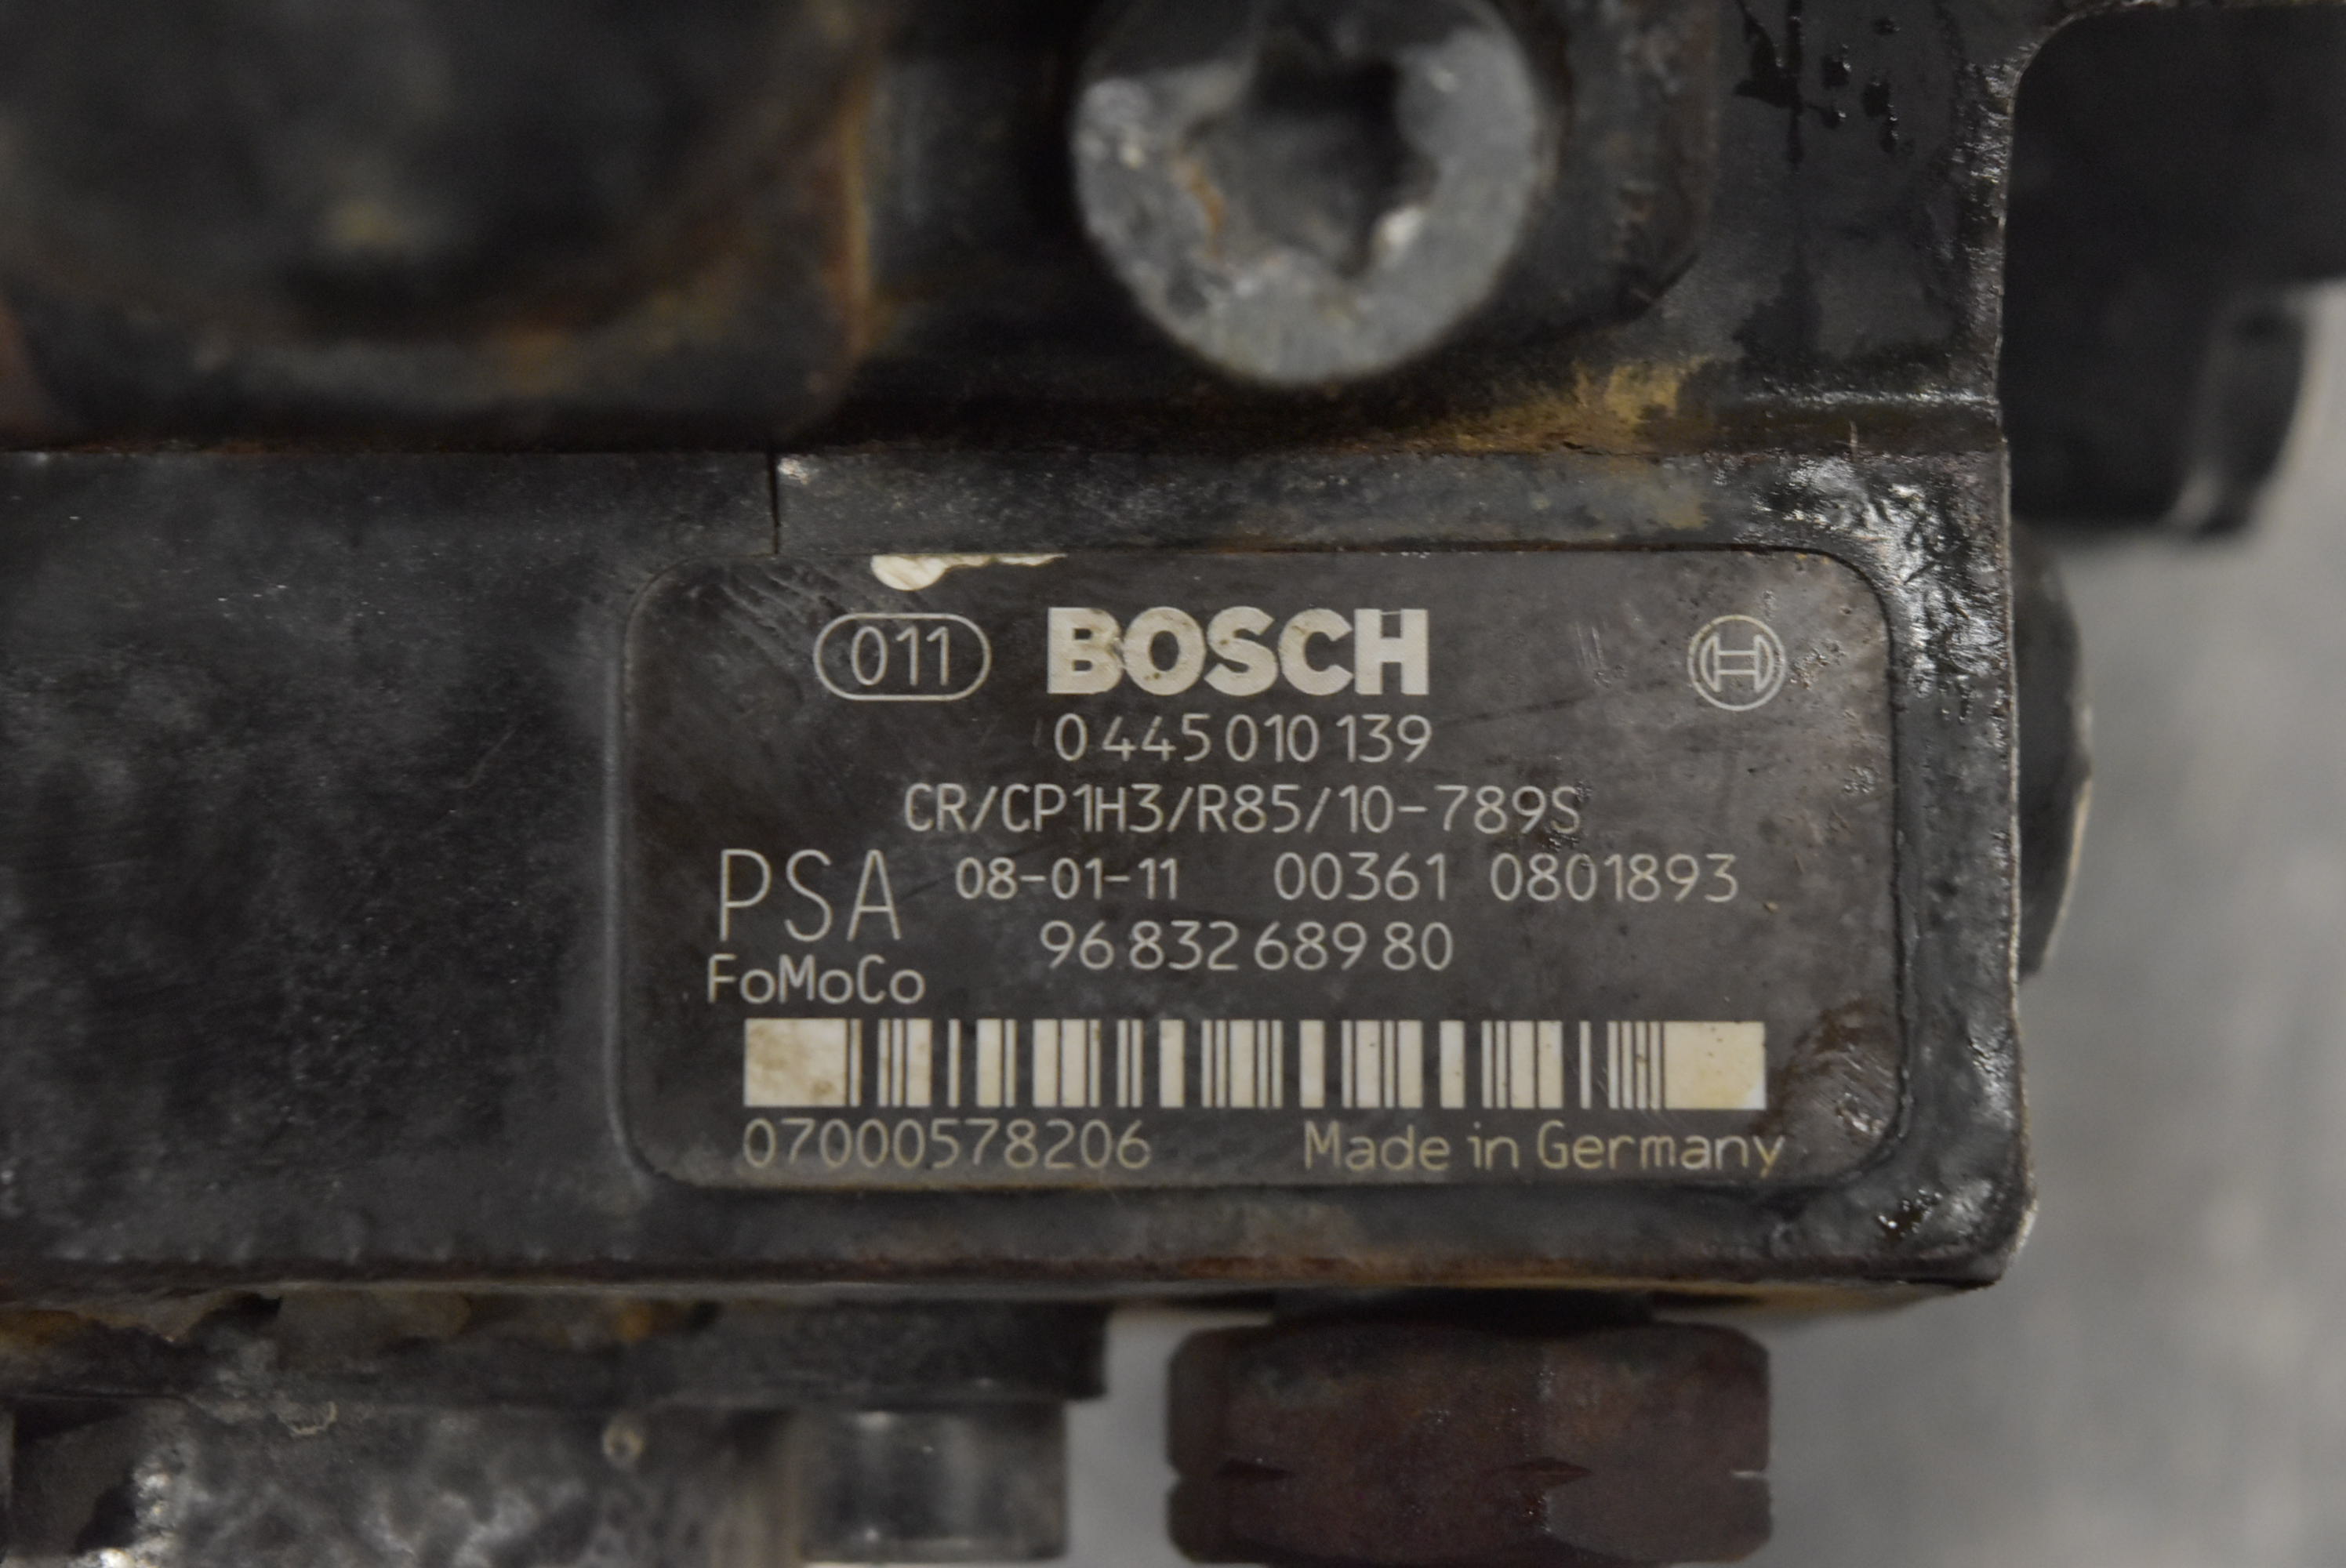 011 BOSCH
0 445 010 139
CR/CP1H3/R85/10-789S
PSA 08-01-11 00361 0801893
FoMoCo 96 832 689 80
07000578206 Made in Germany